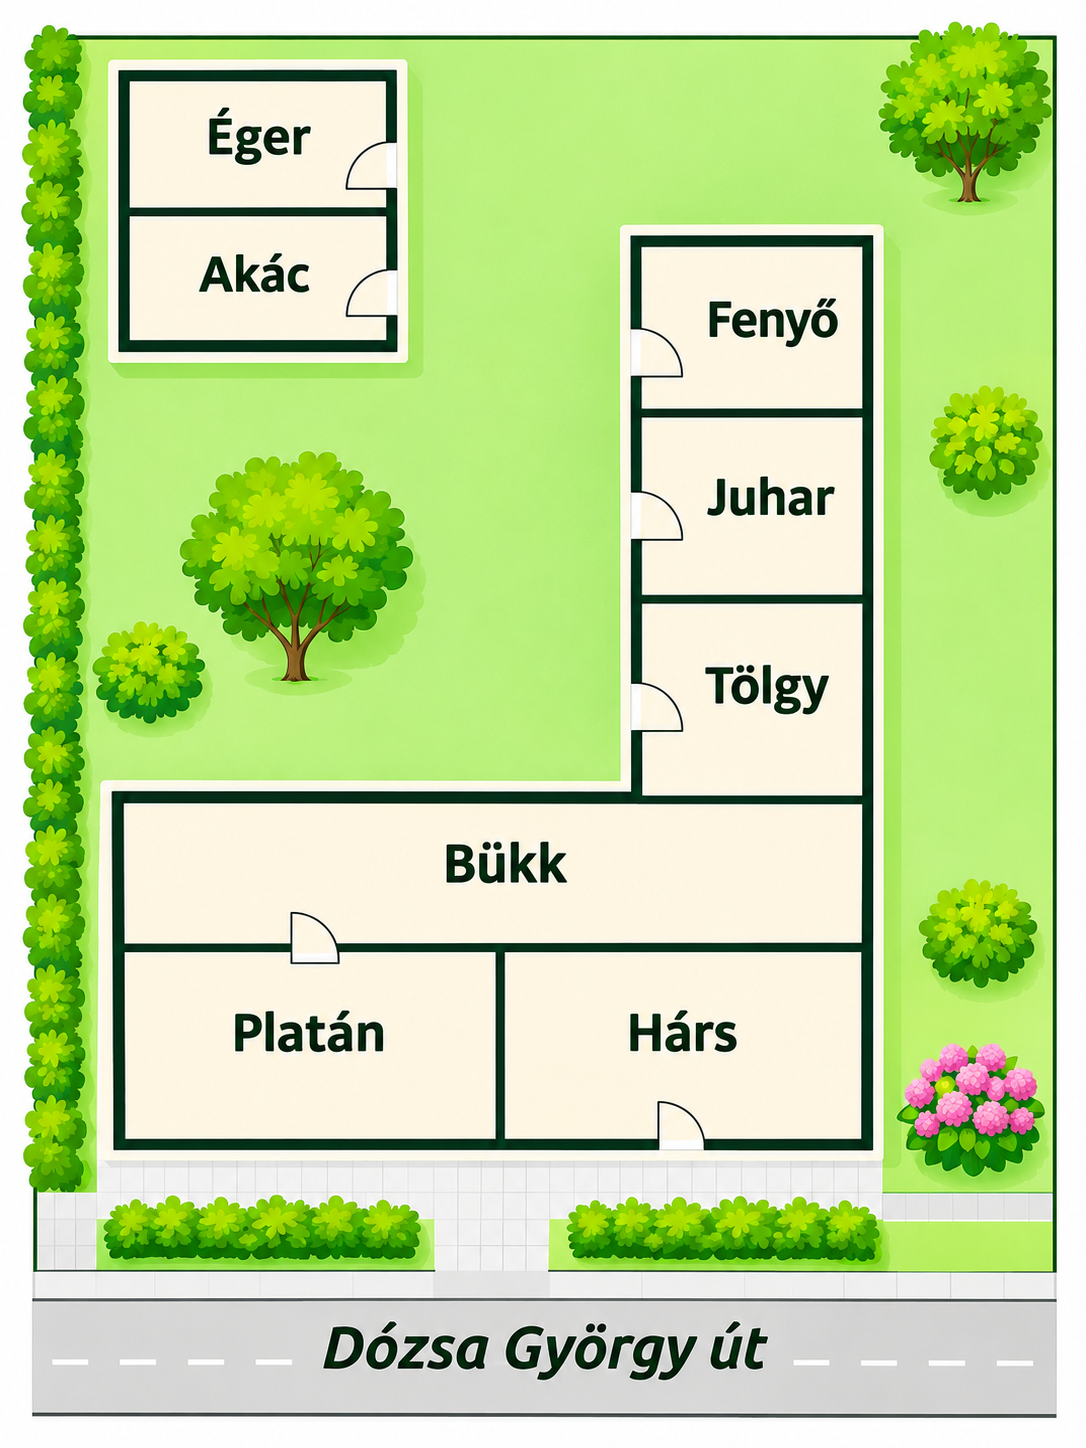 Éger
Akác
Fenyő
Juhar
Tölgy
Bükk
Platán
Hárs
Dózsa György út